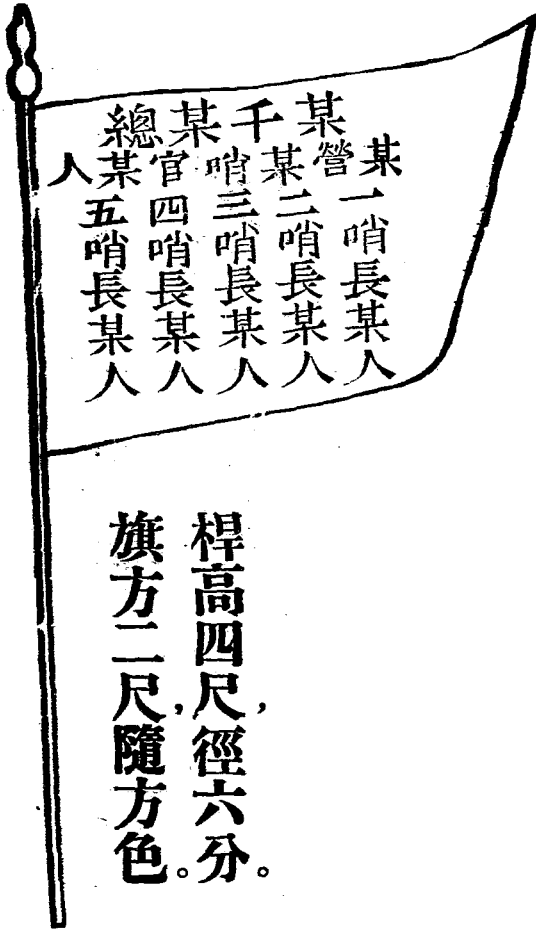 某千某總
某營某哨官某人
一哨長某人
二哨長某人
三哨長某人
四哨長某人
五哨長某人
桿高四尺，徑六分。
旗方二尺，隨方色。